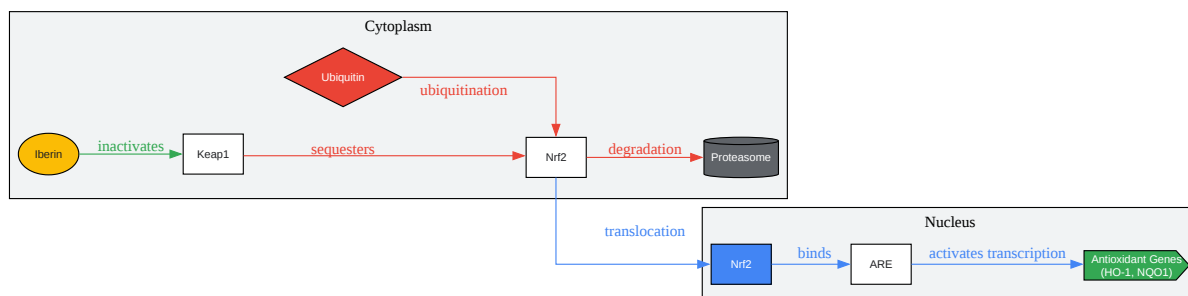 Cytoplasm
Ubiquitin
ubiquitination
Iberin
inactivates
Keap1
sequesters
Nrf2
degradation
Proteasome
Nucleus
translocation
Nrf2
binds
ARE
activates transcription
Antioxidant Genes
(HO-1, NQO1)